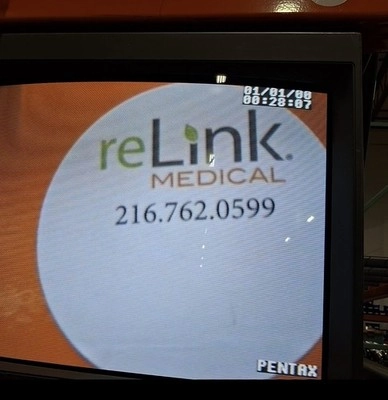 01/01/00
00:28:07
reLink.
MEDICAL
216.762.0599
PENTAX